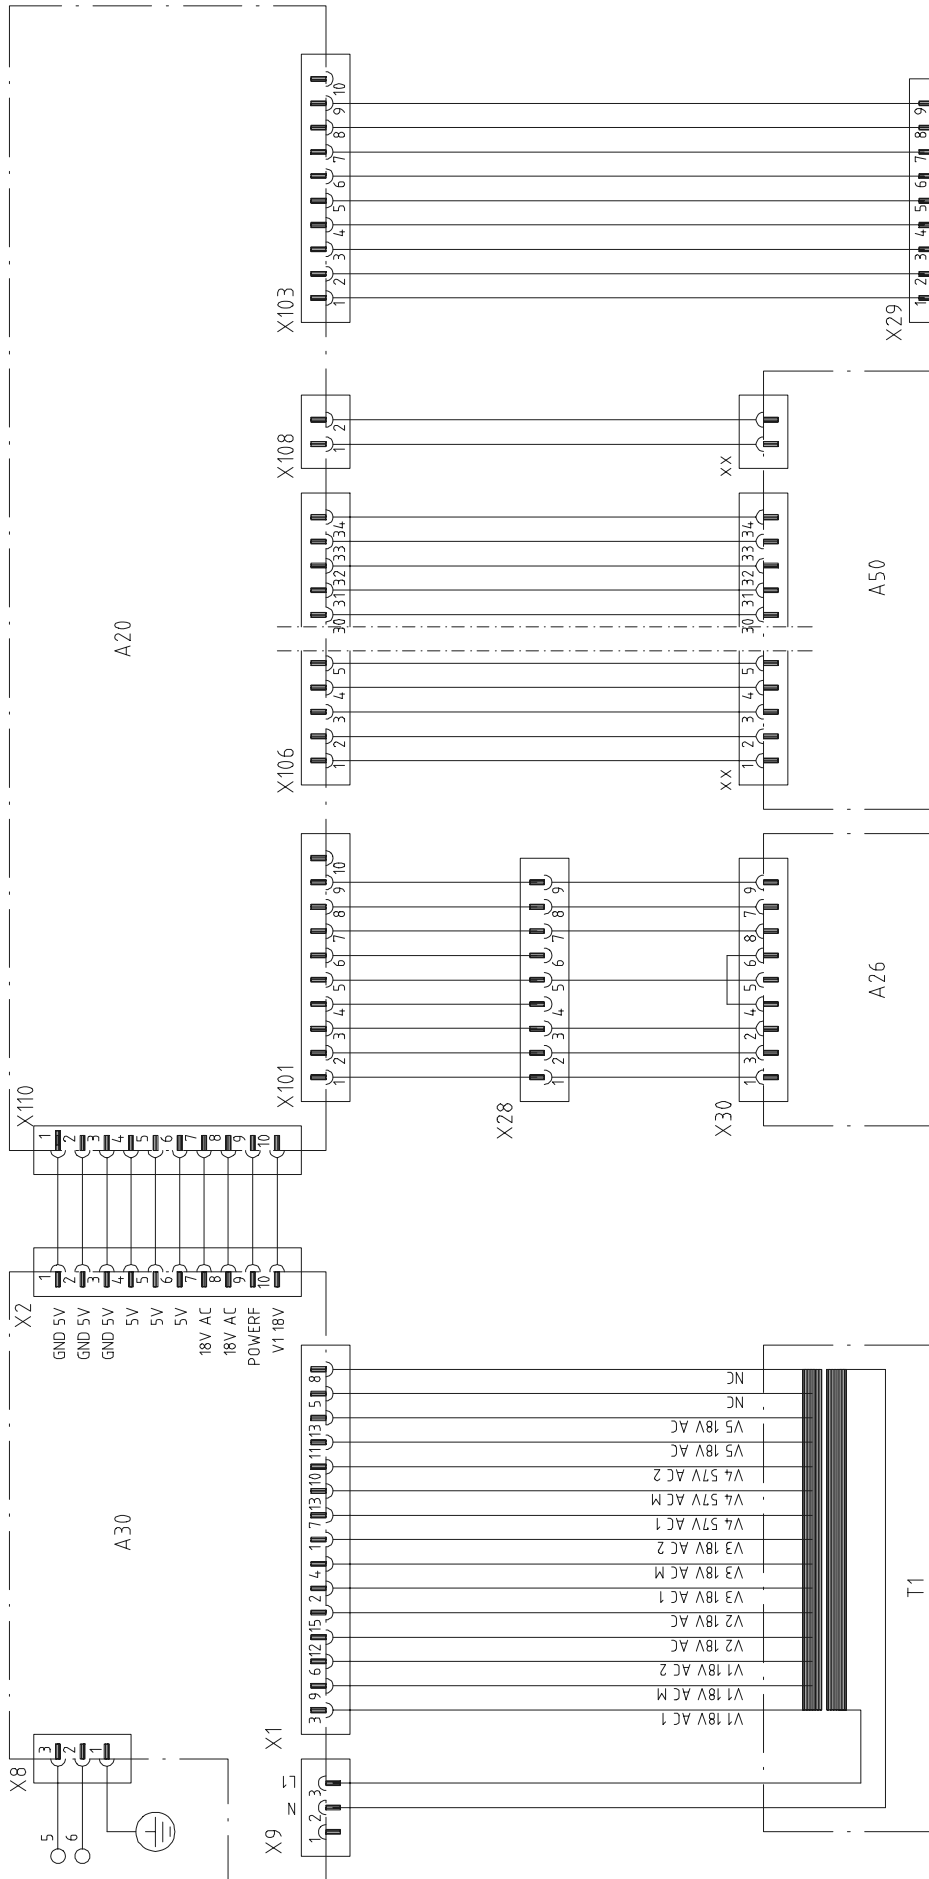 X103
10
9
8
7
6
5
4
3
2
1
X29
9
8
7
6
5
4
3
2
1
X108
2
1
XX
A20
A50
X106
34
33
32
31
30
5
4
3
2
1
XX
34
33
32
31
30
5
4
3
2
1
X101
10
9
8
7
6
5
4
3
2
1
X28
9
8
7
6
5
4
3
2
1
X30
9
7
8
6
5
4
2
3
1
A26
X110
1
2
3
4
5
6
7
8
9
10
X2
1
2
3
4
5
6
7
8
9
10
GND 5V
GND 5V
GND 5V
5V
5V
5V
18V AC
18V AC
POWERF
V1 18V
A30
X1
8
5
13
11
10
13
7
1
4
2
15
12
6
9
3
NC
NC
V5 18V AC
V5 18V AC
V4 57V AC 2
V4 57V AC M
V4 57V AC 1
V3 18V AC 2
V3 18V AC M
V3 18V AC 1
V2 18V AC
V2 18V AC
V1 18V AC 2
V1 18V AC M
V1 18V AC 1
T1
X8
3
2
1
5
6
X9
L1
N
3
2
1